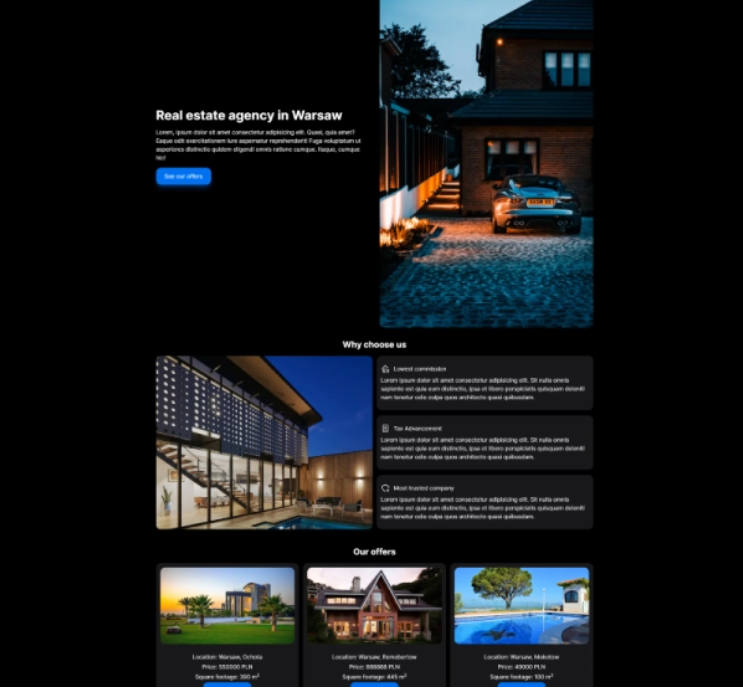 Real estate agency in Warsaw
Lorem, ipsum dolor sit amet consectetur adipisicing elit. Quasi, quia amet?
Eaque odit exercitationem iure aspernatur reprehenderit! Fuga voluptatum ut
asperiores distinctio quidem eligendi omnis ratione cumque. Itaque, cumque
hic!
See our offers
Why choose us
Lowest commission
Lorem ipsum dolor sit amet consectetur adipisicing elit. Sit nulla omnis
sapiente est quia eum distinctio, ipsa et libero perspiciatis quisquam deleniti
nam tenetur odio culpa quos architecto quasi quibusdam.
Tax Advancement
Lorem ipsum dolor sit amet consectetur adipisicing elit. Sit nulla omnis
sapiente est quia eum distinctio, ipsa et libero perspiciatis quisquam deleniti
nam tenetur odio culpa quos architecto quasi quibusdam.
Most trusted company
Lorem ipsum dolor sit amet consectetur adipisicing elit. Sit nulla omnis
sapiente est quia eum distinctio, ipsa et libero perspiciatis quisquam deleniti
nam tenetur odio culpa quos architecto quasi quibusdam.
Our offers
Location: Warsaw, Ochota
Price: 550000 PLN
Square footage: 390 m²
Location: Warsaw, Rembertow
Price: 888888 PLN
Square footage: 445 m²
Location: Warsaw, Mokotow
Price: 49000 PLN
Square footage: 100 m²